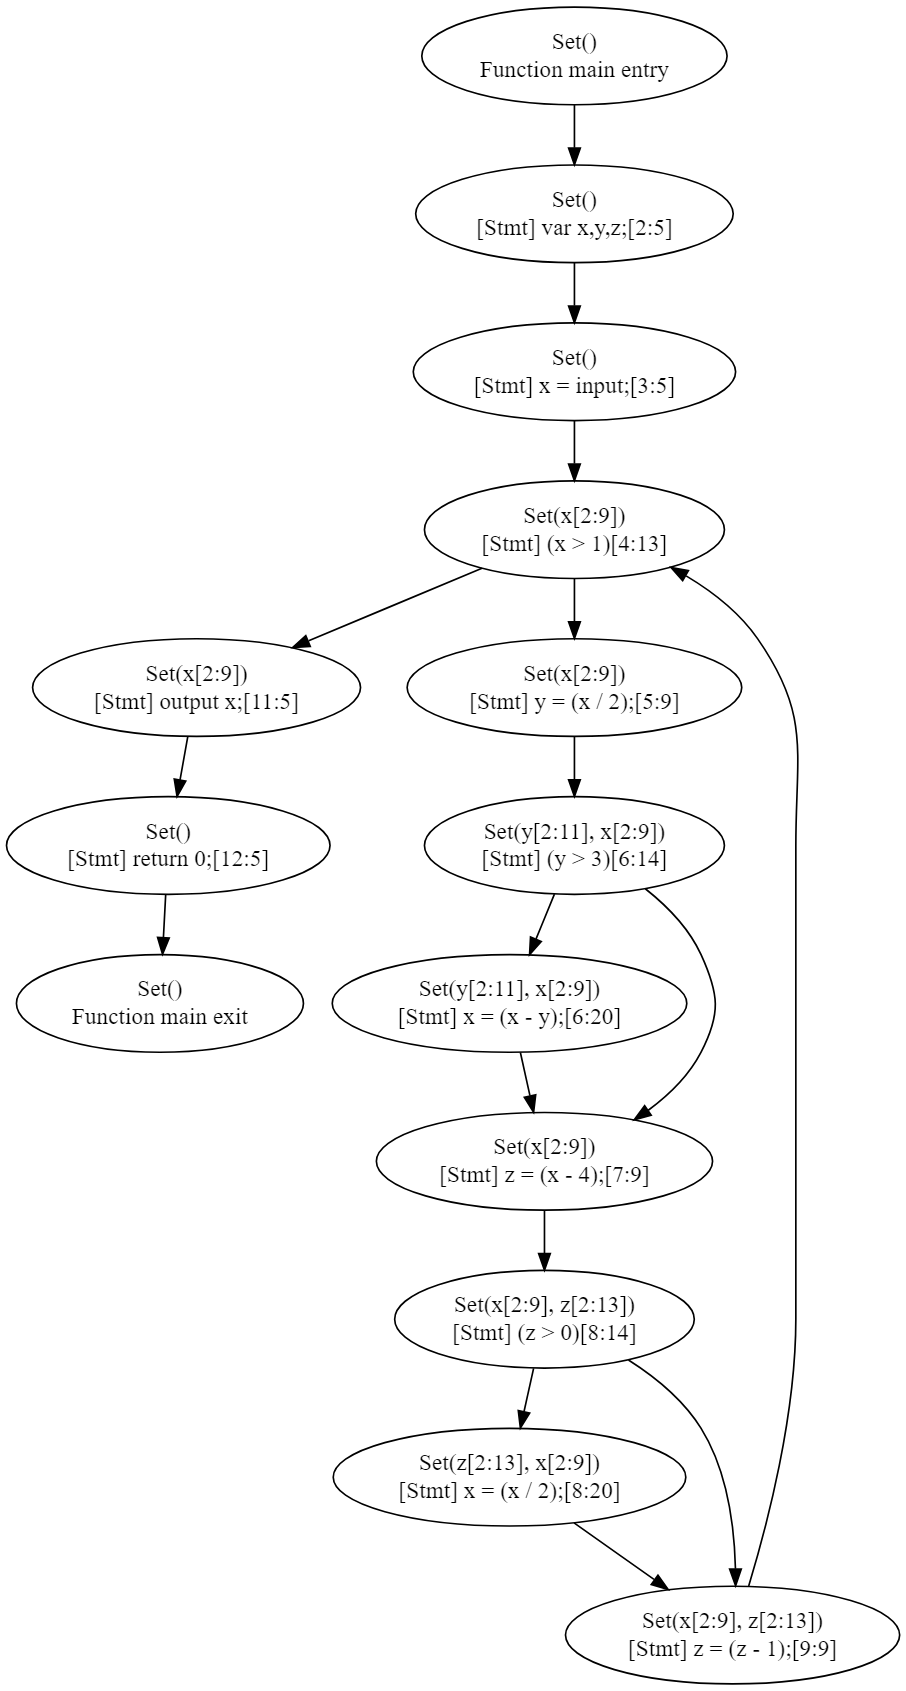 Set()
Function main entry
Set()
[Stmt] var x,y,z;[2:5]
Set()
[Stmt] x = input;[3:5]
Set(x[2:9])
[Stmt] (x > 1)[4:13]
Set(x[2:9])
[Stmt] output x;[11:5]
Set(x[2:9])
[Stmt] y = (x / 2);[5:9]
Set()
[Stmt] return 0;[12:5]
Set(y[2:11], x[2:9])
[Stmt] (y > 3)[6:14]
Set()
Function main exit
Set(y[2:11], x[2:9])
[Stmt] x = (x - y);[6:20]
Set(x[2:9])
[Stmt] z = (x - 4);[7:9]
Set(x[2:9], z[2:13])
[Stmt] (z > 0)[8:14]
Set(z[2:13], x[2:9])
[Stmt] x = (x / 2);[8:20]
Set(x[2:9], z[2:13])
[Stmt] z = (z - 1);[9:9]